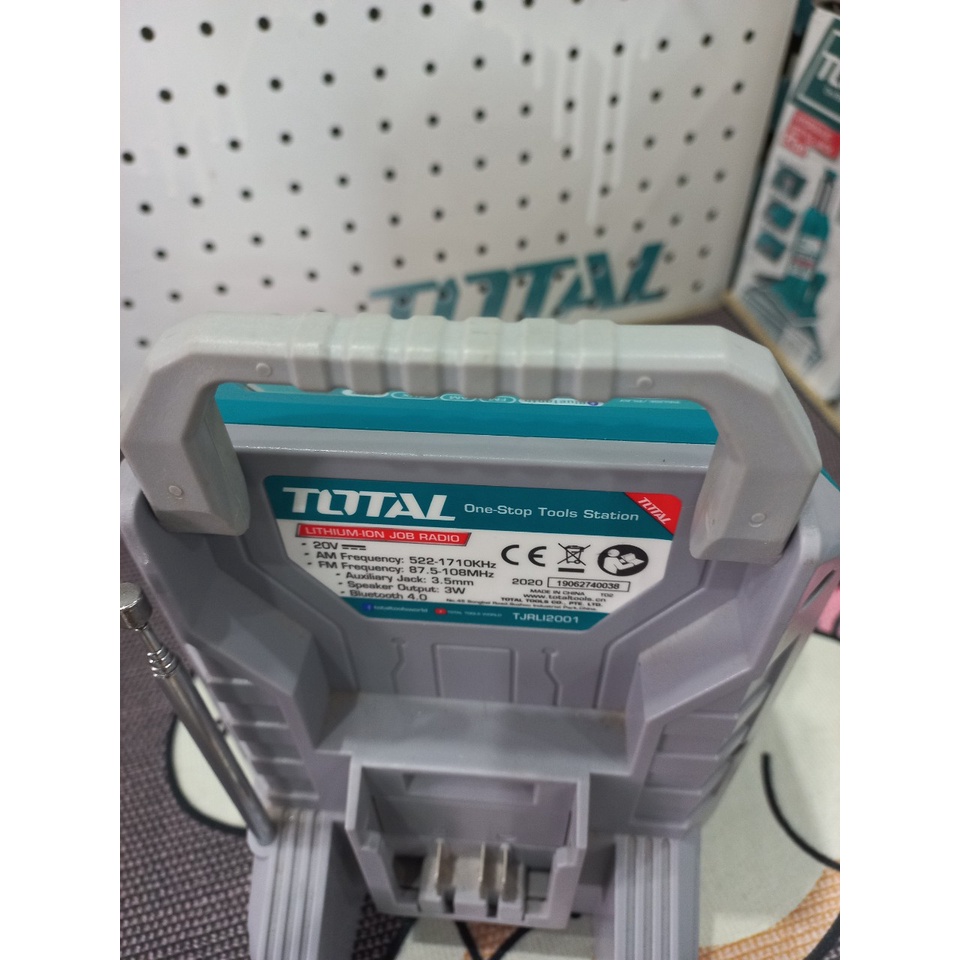 TOTAL
TOTAL
One-Stop Tools Station
TOTAL
LITHIUM-ION JOB RADIO
• 20V
• AM Frequency: 522-1710KHz
• FM Frequency: 87.5-108MHz
• Auxiliary Jack: 3.5mm
• Speaker Output: 3W
• Bluetooth 4.0
CE
2020 19062740038
MADE IN CHINA T02
www.totaltools.cn
TOTAL TOOLS CO., PTE. LTD.
TJRLI2001